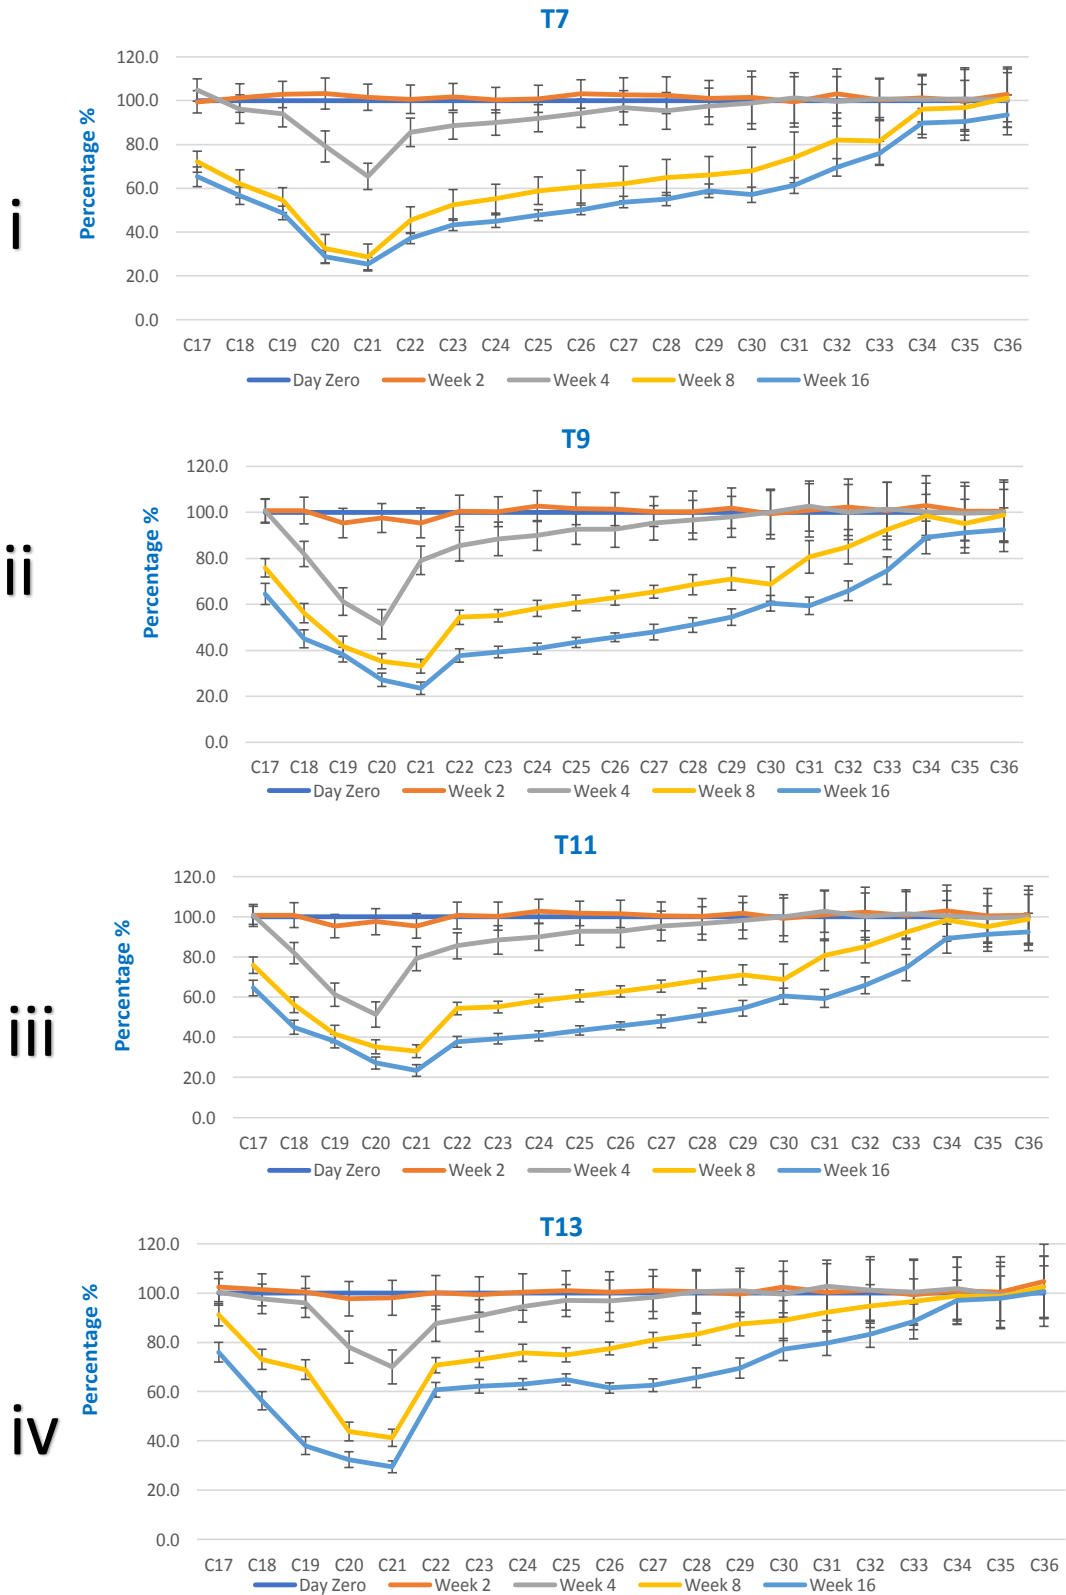 T7
120.0
100.0
80.0
60.0
40.0
20.0
0.0
Percentage %
i
C17 C18 C19 C20 C21 C22 C23 C24 C25 C26 C27 C28 C29 C30 C31 C32 C33 C34 C35 C36
Day Zero Week 2 Week 4 Week 8 Week 16
T9
120.0
100.0
80.0
60.0
40.0
20.0
0.0
Percentage %
ii
C17 C18 C19 C20 C21 C22 C23 C24 C25 C26 C27 C28 C29 C30 C31 C32 C33 C34 C35 C36
Day Zero Week 2 Week 4 Week 8 Week 16
T11
120.0
100.0
80.0
60.0
40.0
20.0
0.0
Percentage %
iii
C17 C18 C19 C20 C21 C22 C23 C24 C25 C26 C27 C28 C29 C30 C31 C32 C33 C34 C35 C36
Day Zero Week 2 Week 4 Week 8 Week 16
T13
120.0
100.0
80.0
60.0
40.0
20.0
0.0
Percentage %
iv
C17 C18 C19 C20 C21 C22 C23 C24 C25 C26 C27 C28 C29 C30 C31 C32 C33 C34 C35 C36
Day Zero Week 2 Week 4 Week 8 Week 16